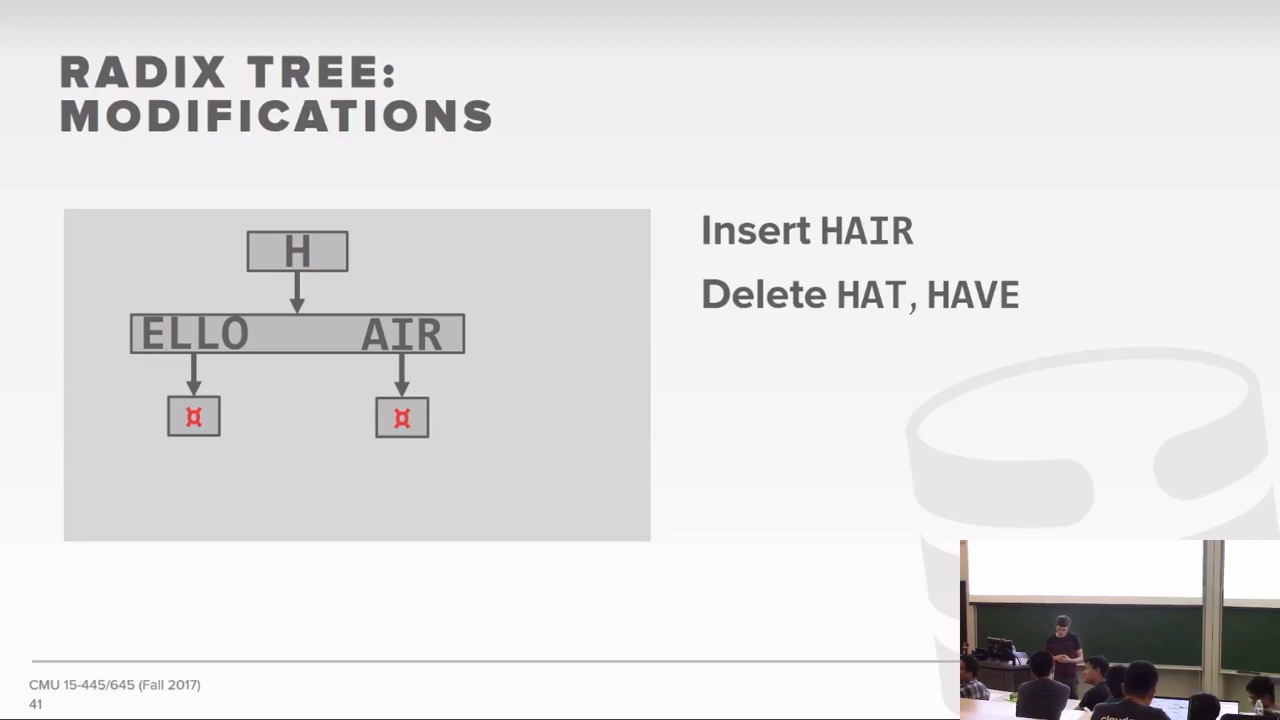 RADIX TREE:
MODIFICATIONS
H
ELLO AIR
¤ ¤
Insert HAIR
Delete HAT, HAVE
CMU 15-445/645 (Fall 2017)
41